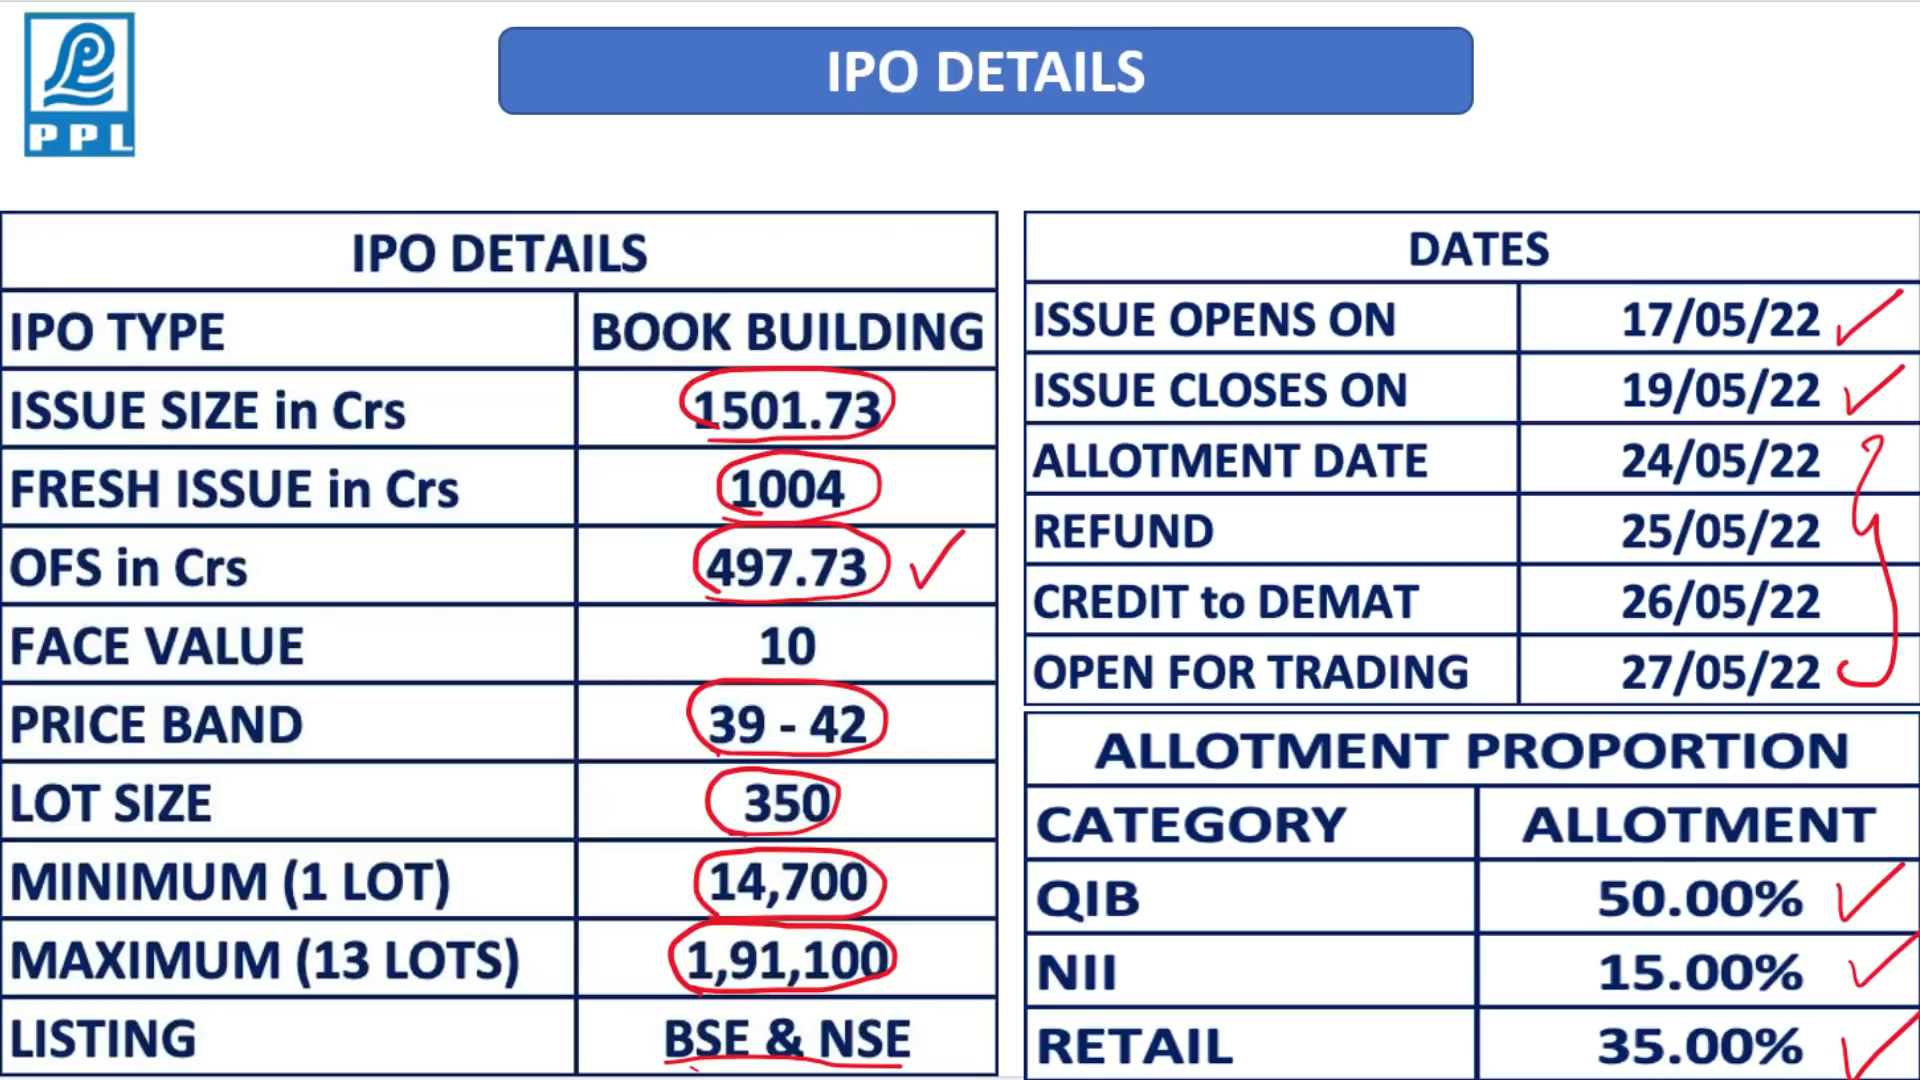 PPL
IPO DETAILS
IPO DETAILS
IPO TYPE BOOK BUILDING
ISSUE SIZE in Crs 1501.73
FRESH ISSUE in Crs 1004
OFS in Crs 497.73
FACE VALUE 10
PRICE BAND 39 - 42
LOT SIZE 350
MINIMUM (1 LOT) 14,700
MAXIMUM (13 LOTS) 1,91,100
LISTING BSE & NSE
DATES
ISSUE OPENS ON 17/05/22
ISSUE CLOSES ON 19/05/22
ALLOTMENT DATE 24/05/22
REFUND 25/05/22
CREDIT to DEMAT 26/05/22
OPEN FOR TRADING 27/05/22
ALLOTMENT PROPORTION
CATEGORY ALLOTMENT
QIB 50.00%
NII 15.00%
RETAIL 35.00%